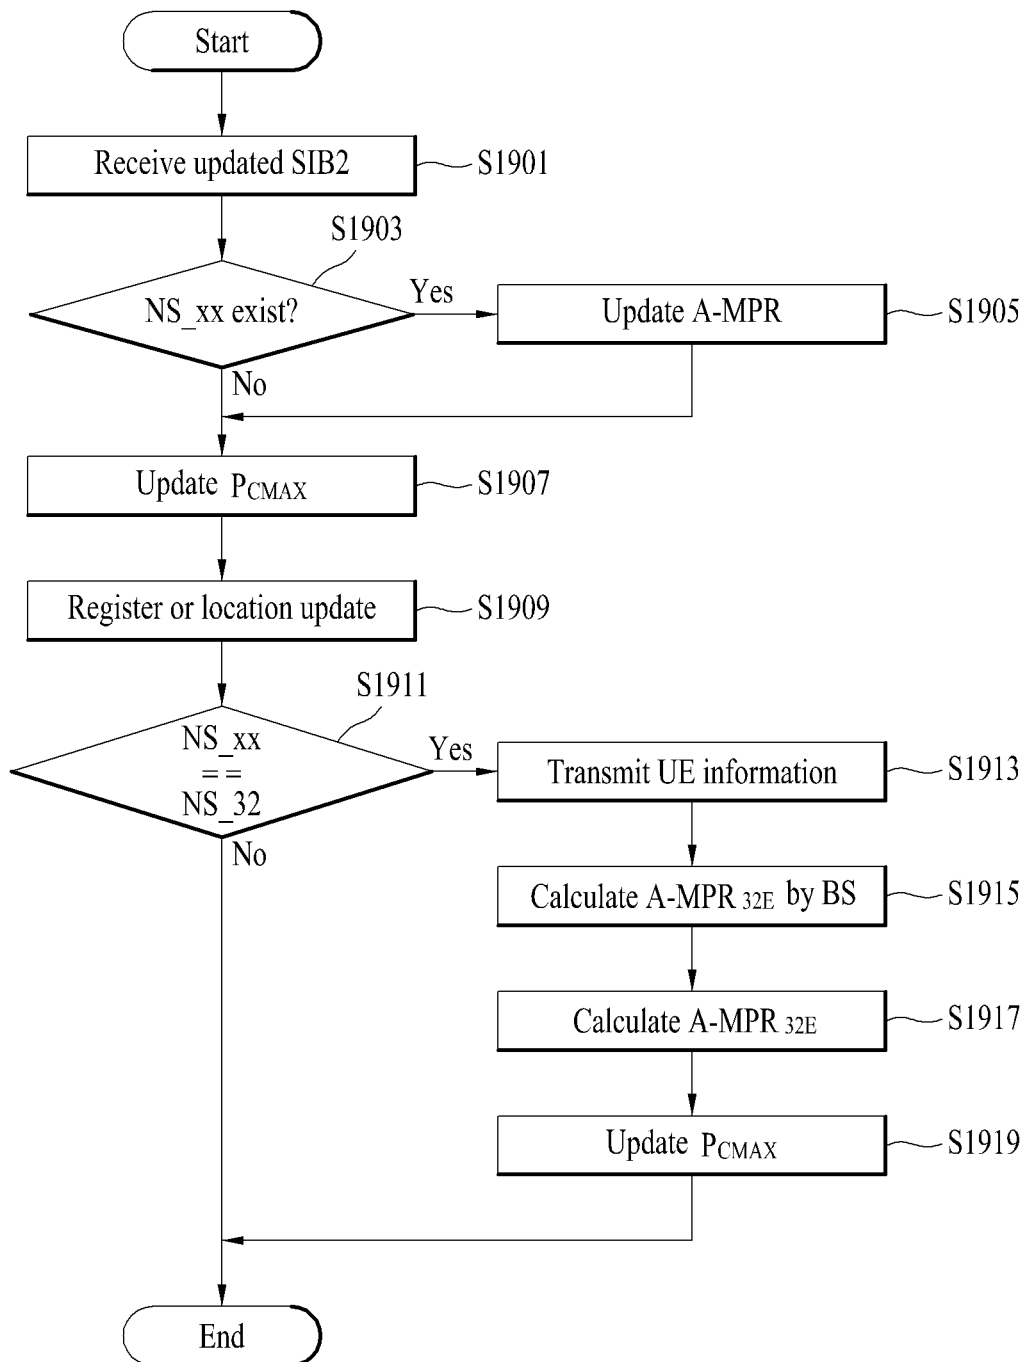 Start
Receive updated SIB2
S1901
S1903
NS_xx exist?
Yes
Update A-MPR
S1905
No
Update PCMAX
S1907
Register or location update
S1909
S1911
NS_xx
==
NS_32
Yes
Transmit UE information
S1913
No
Calculate A-MPR 32E by BS
S1915
Calculate A-MPR 32E
S1917
Update PCMAX
S1919
End